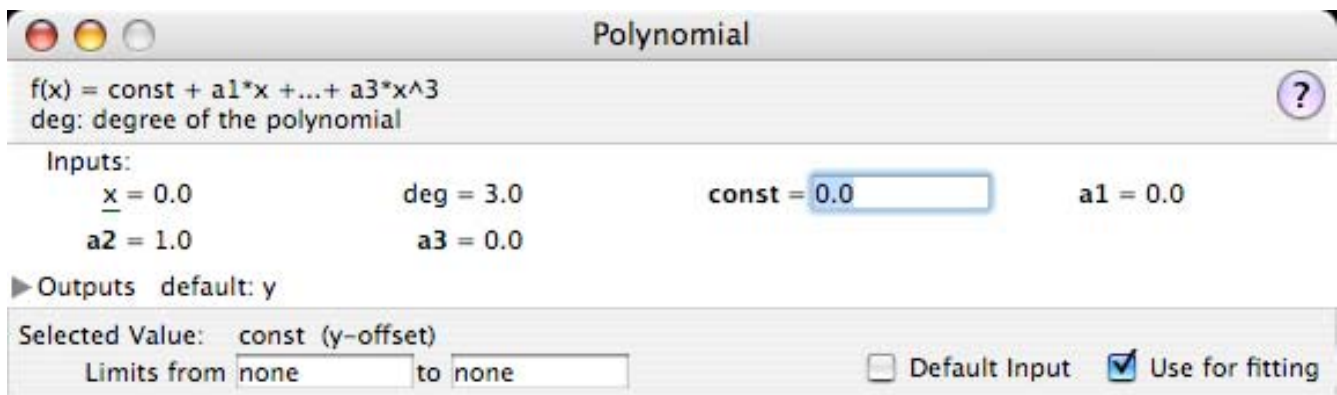 Polynomial
f(x) = const + a1*x +...+ a3*x^3
deg: degree of the polynomial
?
Inputs:
x = 0.0 deg = 3.0 const = 0.0 a1 = 0.0
a2 = 1.0 a3 = 0.0
Outputs default: y
Selected Value: const (y-offset)
Limits from none to none Default Input Use for fitting